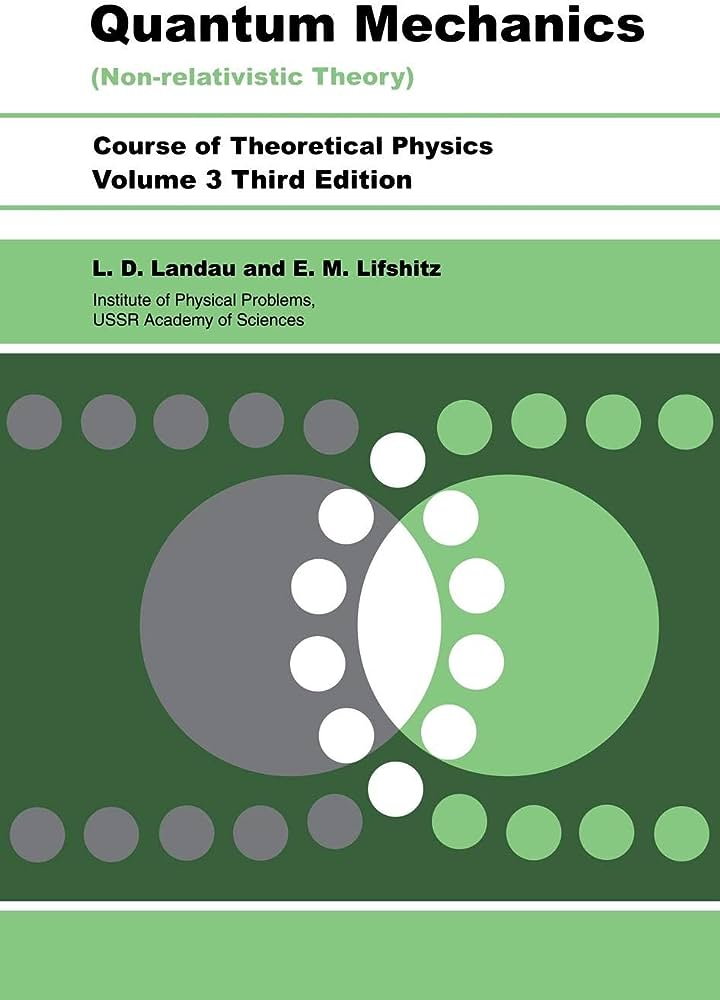 Quantum Mechanics
(Non-relativistic Theory)
Course of Theoretical Physics
Volume 3 Third Edition
L. D. Landau and E. M. Lifshitz
Institute of Physical Problems,
USSR Academy of Sciences